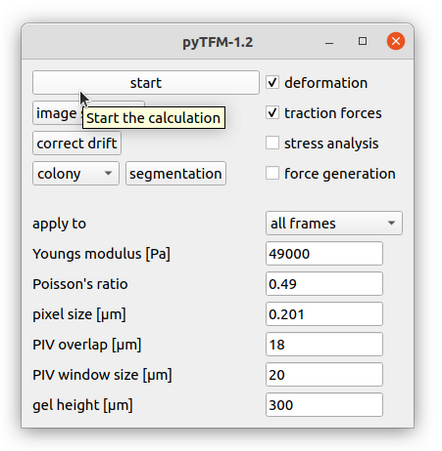 pyTFM-1.2
start
deformation
image s
Start the calculation
traction forces
correct drift
stress analysis
colony
segmentation
force generation
apply to
all frames
Youngs modulus [Pa]
49000
Poisson's ratio
0.49
pixel size [µm]
0.201
PIV overlap [µm]
18
PIV window size [µm]
20
gel height [µm]
300